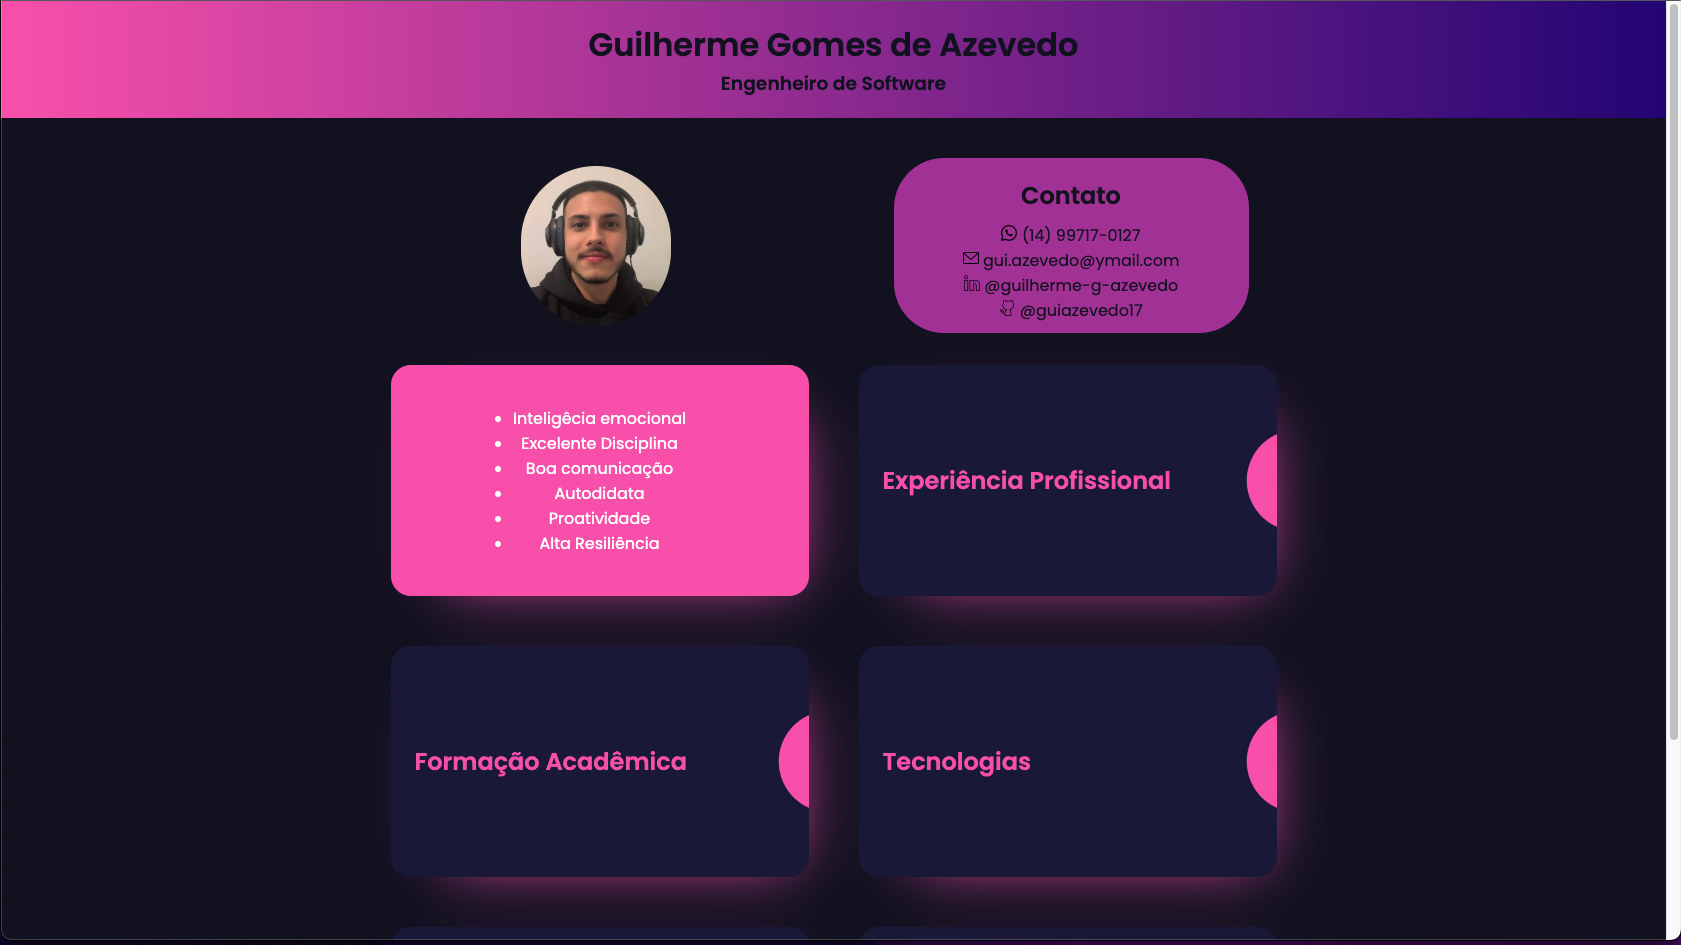 Guilherme Gomes de Azevedo
Engenheiro de Software
Contato
(14) 99717-0127
gui.azevedo@ymail.com
@guilherme-g-azevedo
@guiazevedo17
Inteligêcia emocional
Excelente Disciplina
Boa comunicação
Autodidata
Proatividade
Alta Resiliência
Experiência Profissional
Formação Acadêmica
Tecnologias